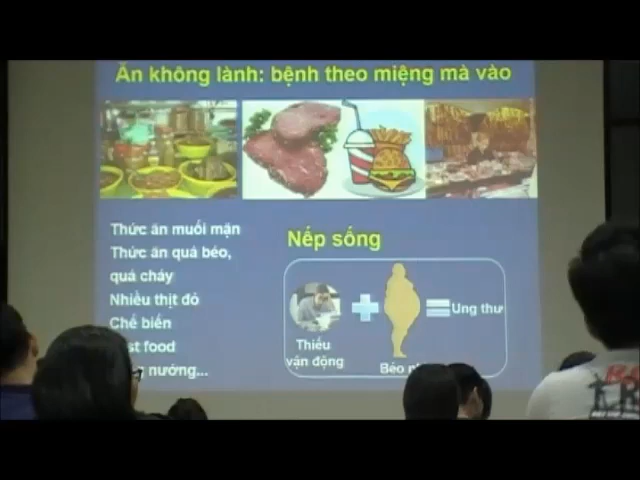 Ăn không lành: bệnh theo miệng mà vào
Thức ăn muối mặn
Thức ăn quá béo,
quá cháy
Nhiều thịt đỏ
Chế biến
food
nướng...
Nếp sống
Thiếu
vận động
Béo
Ung thư